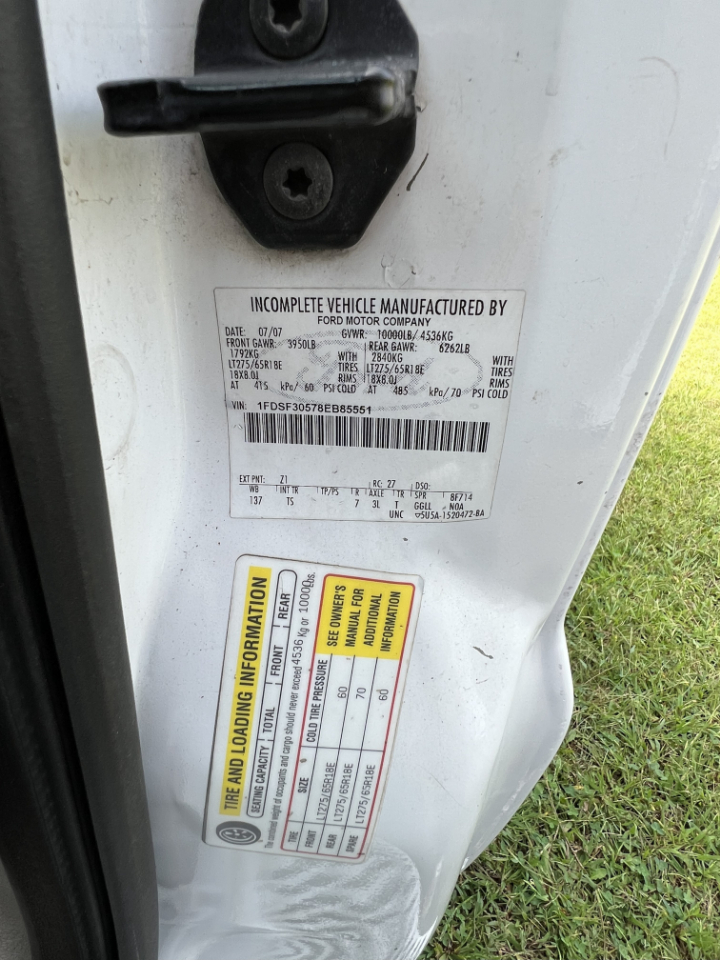 INCOMPLETE VEHICLE MANUFACTURED BY
FORD MOTOR COMPANY
DATE: 07/07 GVWR: 10000LB/ 4536KG
FRONT GAWR: 3950LB REAR GAWR: 6262LB
1792KG WITH 2840KG WITH
LT275/65R18E TIRES LT275/65R18E TIRES
18X8.0J RIMS 18X8.0J RIMS
AT 415 kPa/ 60 PSI COLD AT 485 kPa/ 70 PSI COLD
VIN: 1FDSF30578EB85551
EXT PNT: Z1 RC: 27 DSO:
WB INT TR TP/PS R AXLE TR SPR 8F714
137 TS 7 3L T GGLL NOA
UNC 5U5A-1520472-BA
TIRE AND LOADING INFORMATION
SEATING CAPACITY TOTAL FRONT REAR
The combined weight of occupants and cargo should never exceed 4536 Kg or 10000 Lbs.
TIRE SIZE COLD TIRE PRESSURE SEE OWNER'S MANUAL FOR ADDITIONAL INFORMATION
FRONT LT275/65R18E 60
REAR LT275/65R18E 70
SPARE LT275/65R18E 60